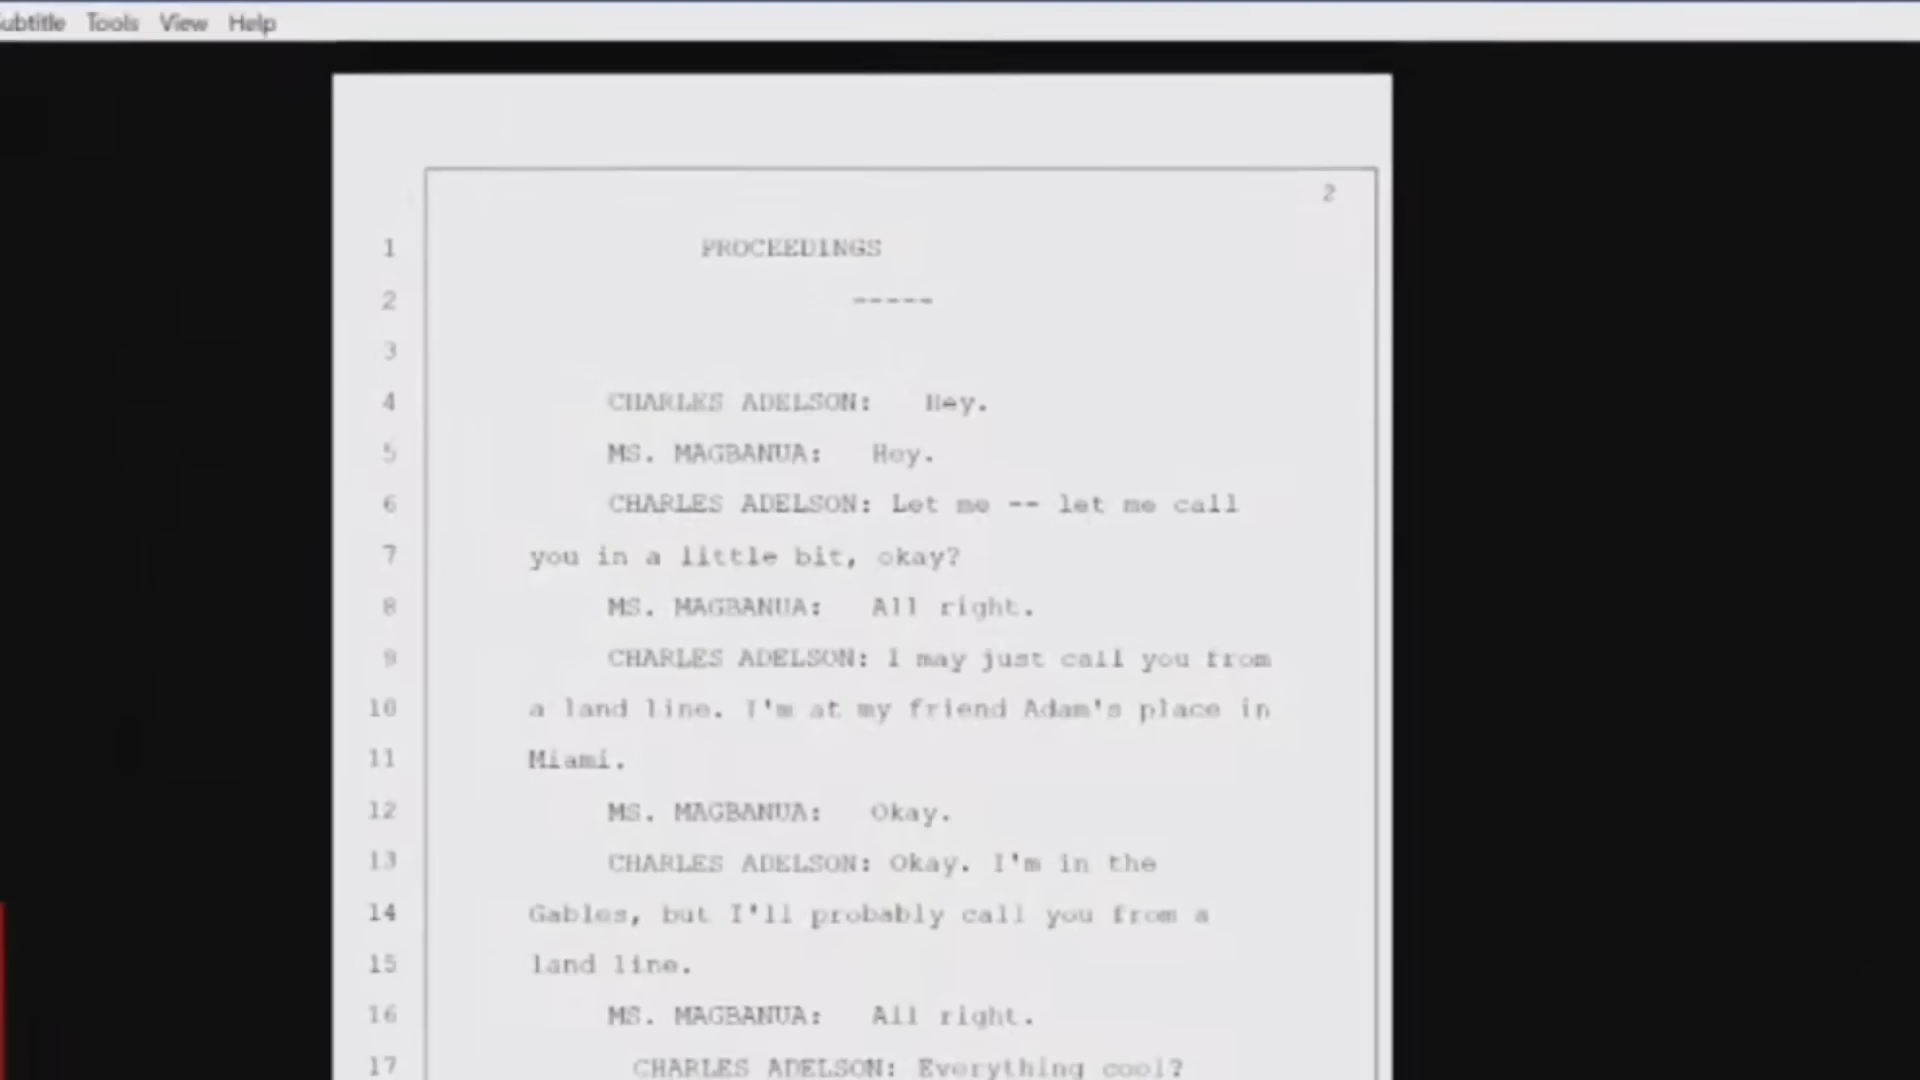 ubtitle Tools View Help
2
1 PROCEEDINGS
2 -----
3
4 CHARLES ADELSON: Hey.
5 MS. MAGBANUA: Hey.
6 CHARLES ADELSON: Let me -- let me call
7 you in a little bit, okay?
8 MS. MAGBANUA: All right.
9 CHARLES ADELSON: I may just call you from
10 a land line. I'm at my friend Adam's place in
11 Miami.
12 MS. MAGBANUA: Okay.
13 CHARLES ADELSON: Okay. I'm in the
14 Gables, but I'll probably call you from a
15 land line.
16 MS. MAGBANUA: All right.
17 CHARLES ADELSON: Everything cool?